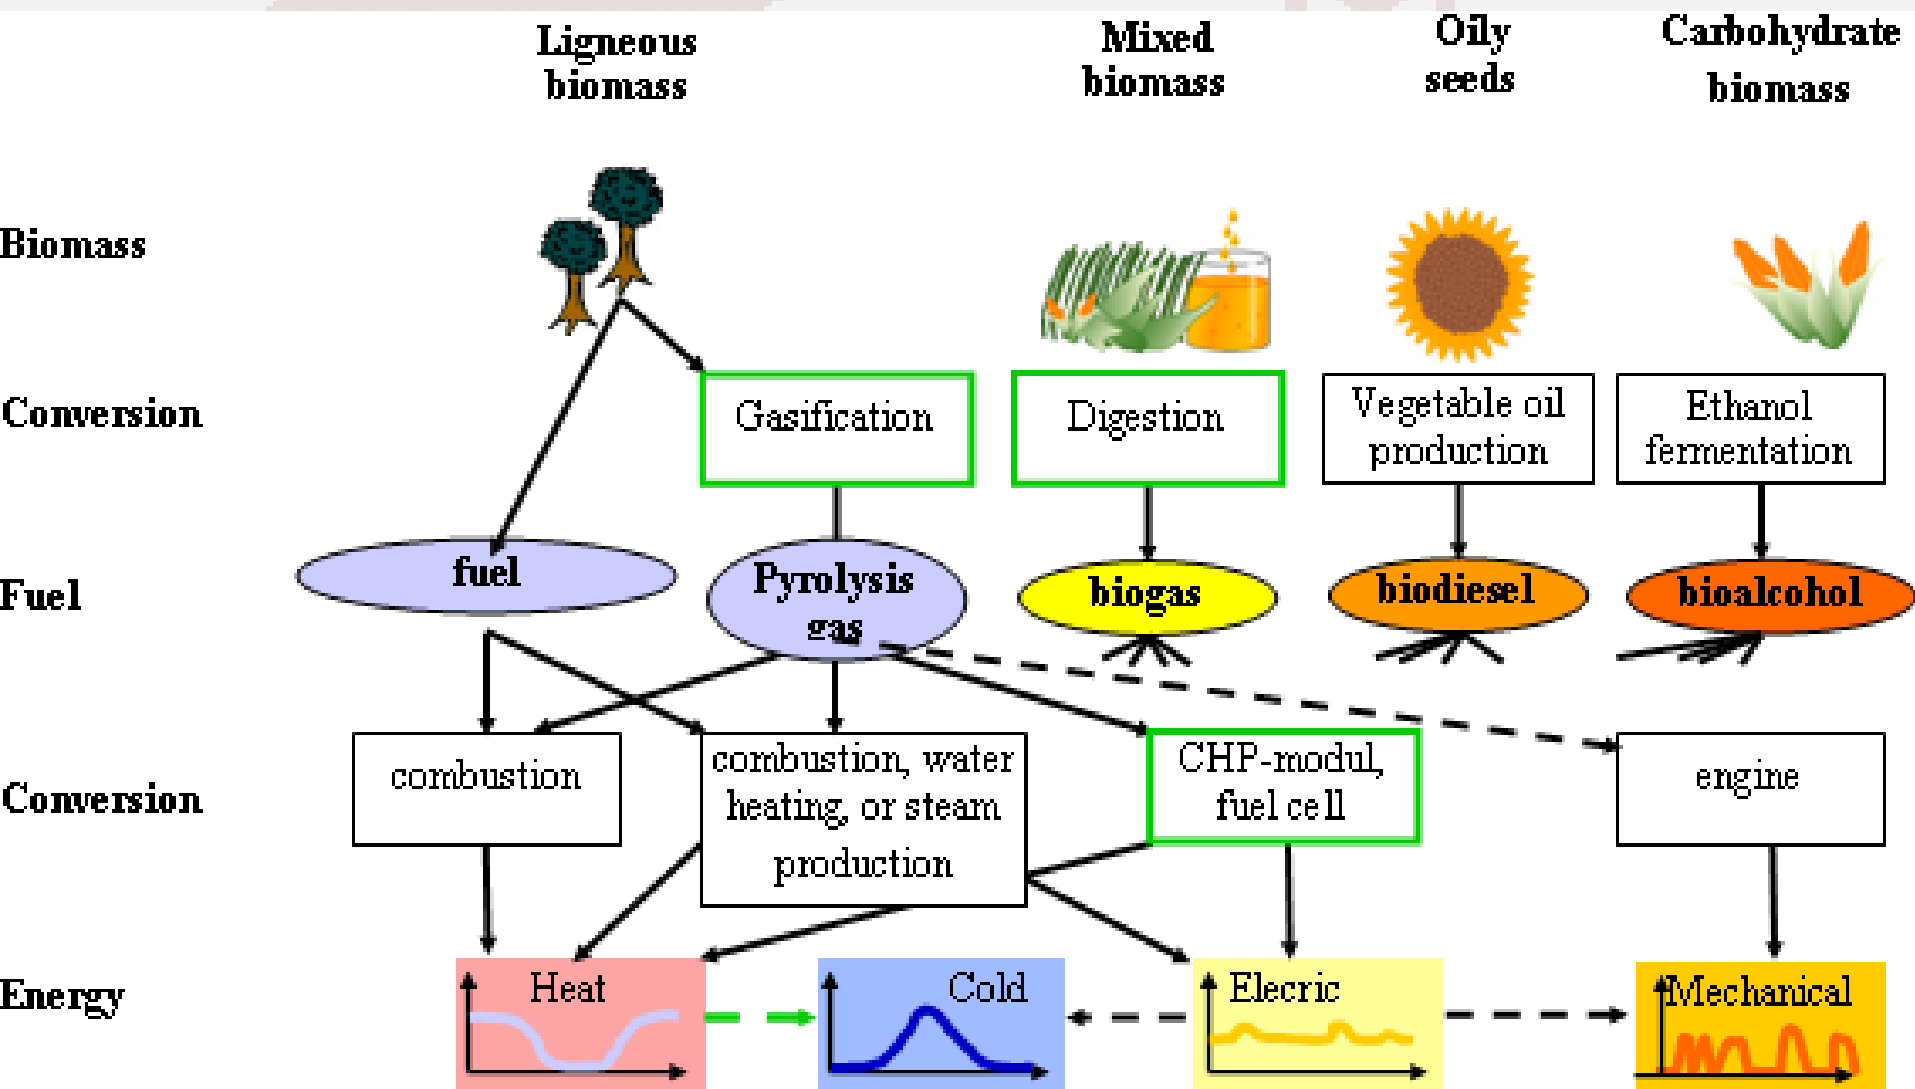 Ligneous
biomass
Mixed
biomass
Oily
seeds
Carbohydrate
biomass
Biomass
Conversion
Gasification
Digestion
Vegetable oil
production
Ethanol
fermentation
Fuel
fuel
Pyrolysis
gas
biogas
biodiesel
bioalcohol
Conversion
combustion
combustion, water
heating, or steam
production
CHP-modul,
fuel cell
engine
Energy
Heat
Cold
Elecric
Mechanical